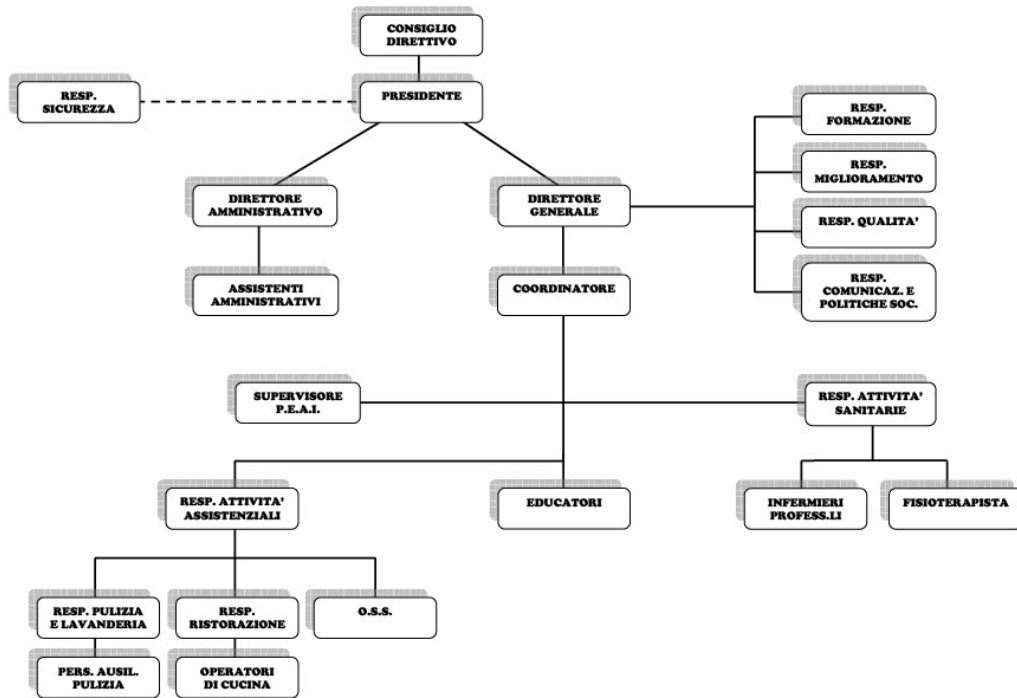 CONSIGLIO
DIRETTIVO
RESP.
SICUREZZA
PRESIDENTE
RESP.
FORMAZIONE
RESP.
MIGLIORAMENTO
DIRETTORE
AMMINISTRATIVO
DIRETTORE
GENERALE
RESP. QUALITA’
ASSISTENTI
AMMINISTRATIVI
COORDINATORE
RESP.
COMUNICAZ. E
POLITICHE SOC.
SUPERVISORE
P.E.A.I.
RESP. ATTIVITA’
SANITARIE
RESP. ATTIVITA’
ASSISTENZIALI
EDUCATORI
INFERMIERI
PROFESS.LI
FISIOTERAPISTA
RESP. PULIZIA
E LAVANDERIA
RESP.
RISTORAZIONE
O.S.S.
PERS. AUSIL.
PULIZIA
OPERATORI
DI CUCINA